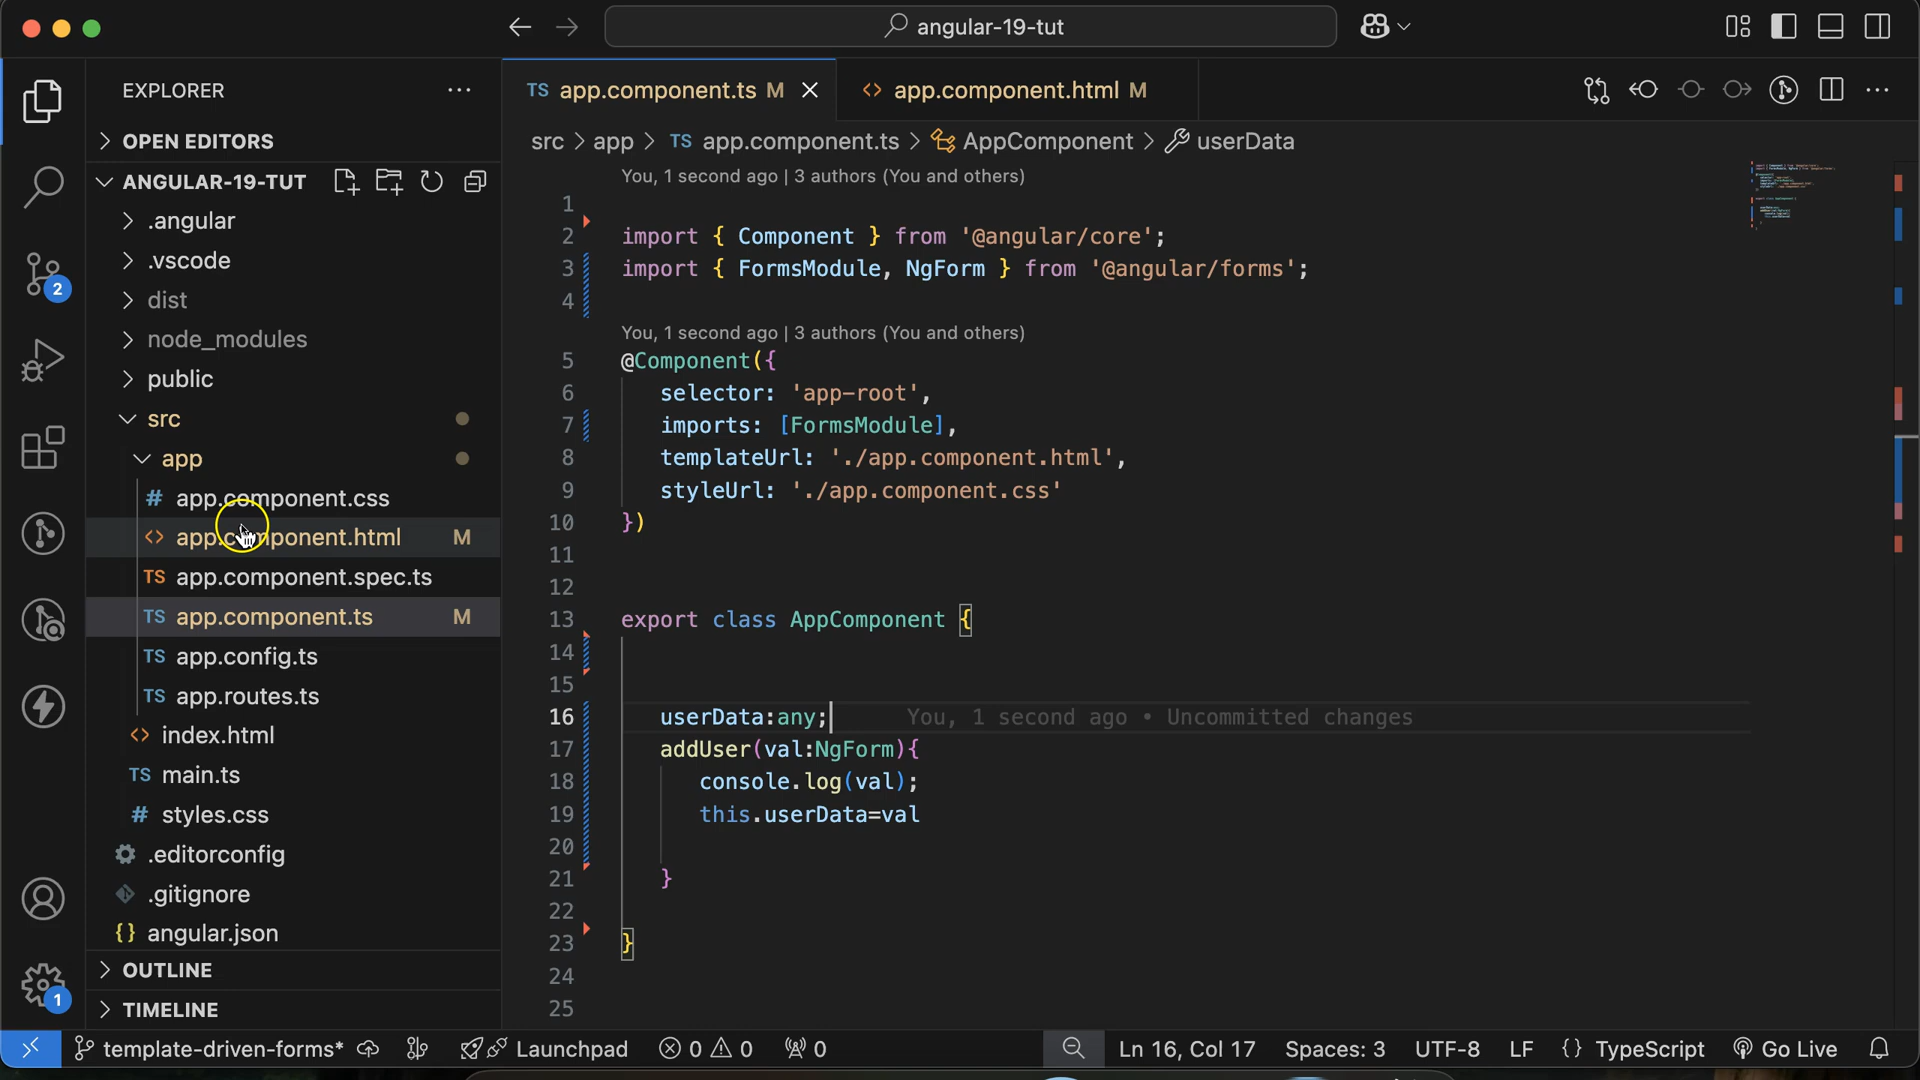 angular-19-tut
EXPLORER
OPEN EDITORS
ANGULAR-19-TUT
.angular
.vscode
dist
node_modules
public
src
app
# app.component.css
<> app.component.html M
TS app.component.spec.ts
TS app.component.ts M
TS app.config.ts
TS app.routes.ts
<> index.html
TS main.ts
# styles.css
.editorconfig
.gitignore
{} angular.json
OUTLINE
TIMELINE
2
1
TS app.component.ts M
<> app.component.html M
src > app > TS app.component.ts > AppComponent > userData
You, 1 second ago | 3 authors (You and others)
1
2 import { Component } from '@angular/core';
3 import { FormsModule, NgForm } from '@angular/forms';
4
You, 1 second ago | 3 authors (You and others)
5 @Component({
6 selector: 'app-root',
7 imports: [FormsModule],
8 templateUrl: './app.component.html',
9 styleUrl: './app.component.css'
10 })
11
12
13 export class AppComponent {
14
15
16 userData:any; You, 1 second ago • Uncommitted changes
17 addUser(val:NgForm){
18 console.log(val);
19 this.userData=val
20
21 }
22
23 }
24
25
template-driven-forms* Launchpad 0 0 0 Ln 16, Col 17 Spaces: 3 UTF-8 LF {} TypeScript Go Live